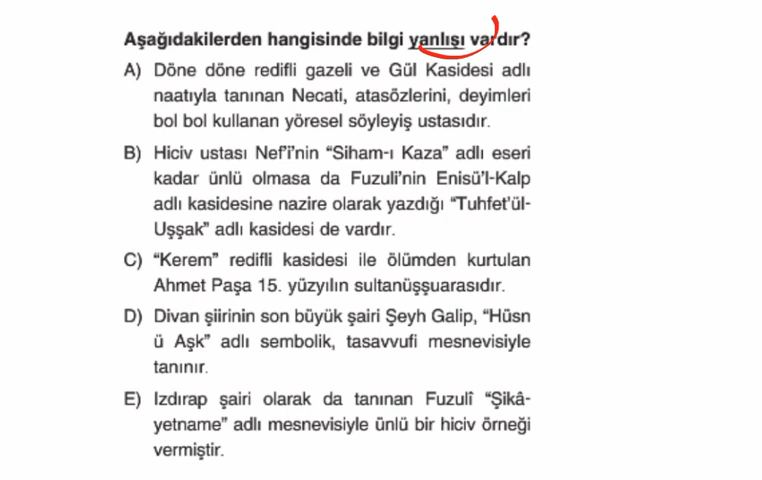 Aşağıdakilerden hangisinde bilgi yanlışı vardır?
A) Döne döne redifli gazeli ve Gül Kasidesi adlı
naatıyla tanınan Necati, atasözlerini, deyimleri
bol bol kullanan yöresel söyleyiş ustasıdır.
B) Hiciv ustası Nef’i’nin “Siham-ı Kaza” adlı eseri
kadar ünlü olmasa da Fuzuli’nin Enisü’l-Kalp
adlı kasidesine nazire olarak yazdığı “Tuhfet’ül-
Uşşak” adlı kasidesi de vardır.
C) “Kerem” redifli kasidesi ile ölümden kurtulan
Ahmet Paşa 15. yüzyılın sultanüşşuarasıdır.
D) Divan şiirinin son büyük şairi Şeyh Galip, “Hüsn
ü Aşk” adlı sembolik, tasavvufi mesnevisiyle
tanınır.
E) Izdırap şairi olarak da tanınan Fuzulî “Şikâ-
yetname” adlı mesnevisiyle ünlü bir hiciv örneği
vermiştir.